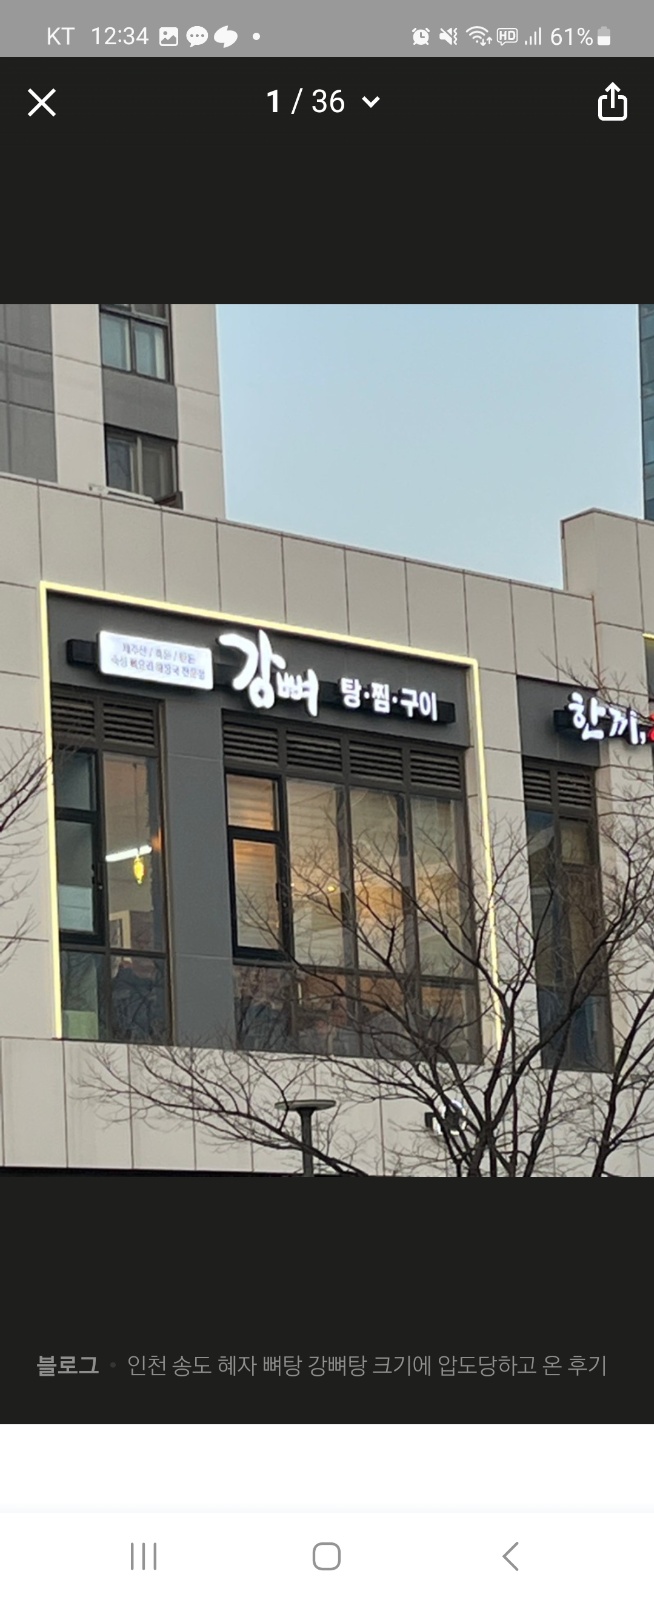 KT 12:34 HD 61%
1 / 36
강뼈 탕·찜·구이
한끼,
블로그 · 인천 송도 혜자 뼈탕 강뼈탕 크기에 압도당하고 온 후기